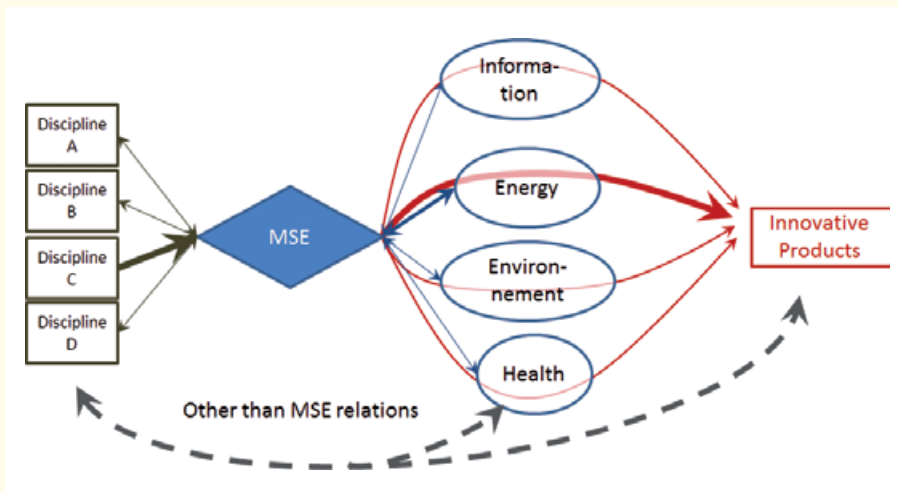 Discipline
A
Discipline
B
Discipline
C
Discipline
D
MSE
Informa-
tion
Energy
Environ-
nement
Health
Innovative
Products
Other than MSE relations